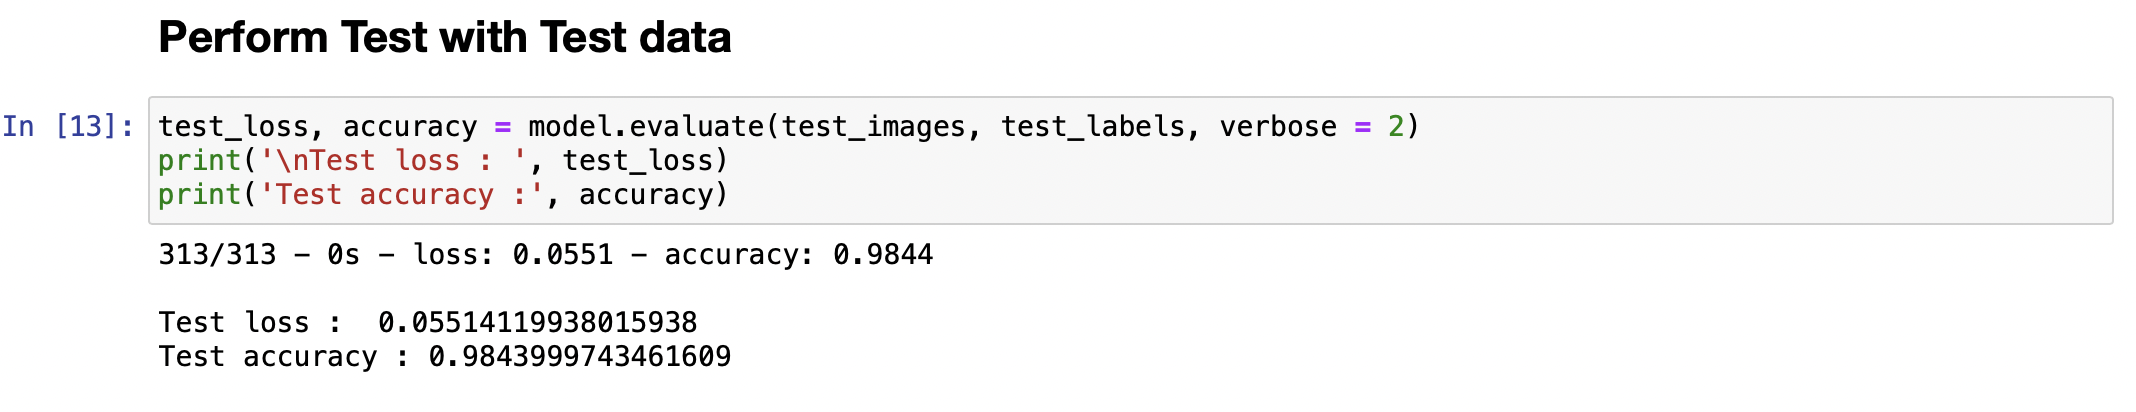 Perform Test with Test data
In [13]: test_loss, accuracy = model.evaluate(test_images, test_labels, verbose = 2)
print('\nTest loss : ', test_loss)
print('Test accuracy :', accuracy)
313/313 - 0s - loss: 0.0551 - accuracy: 0.9844
Test loss :  0.05514119938015938
Test accuracy : 0.9843999743461609